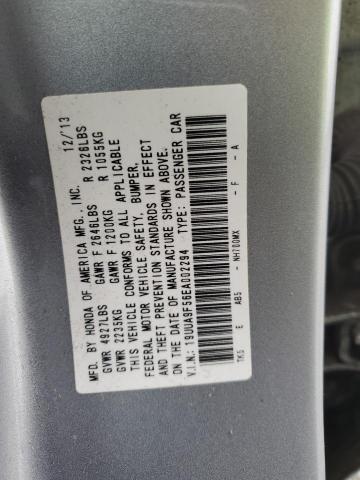 MFD. BY HONDA OF AMERICA MFG., INC. 12/'13
GVWR 4927LBS GAWR F 2646LBS R 2326LBS
GVWR 2235KG GAWR F 1200KG R 1055KG
THIS VEHICLE CONFORMS TO ALL APPLICABLE
FEDERAL MOTOR VEHICLE SAFETY, BUMPER,
AND THEFT PREVENTION STANDARDS IN EFFECT
ON THE DATE OF MANUFACTURE SHOWN ABOVE.
V.I.N.: 19UUA9F56EA002294 TYPE: PASSENGER CAR
TK5 E AB5 - NH700MX - F - A